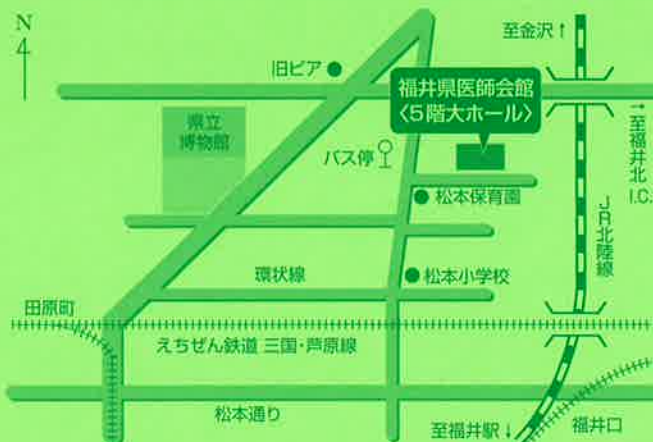 N
至金沢↑
旧ピア
福井県医師会館
〈5階大ホール〉
県立
博物館
バス停
→至福井北I.C.
松本保育園
JR北陸線
環状線
松本小学校
田原町
えちぜん鉄道 三国・芦原線
松本通り
至福井駅↓
福井口